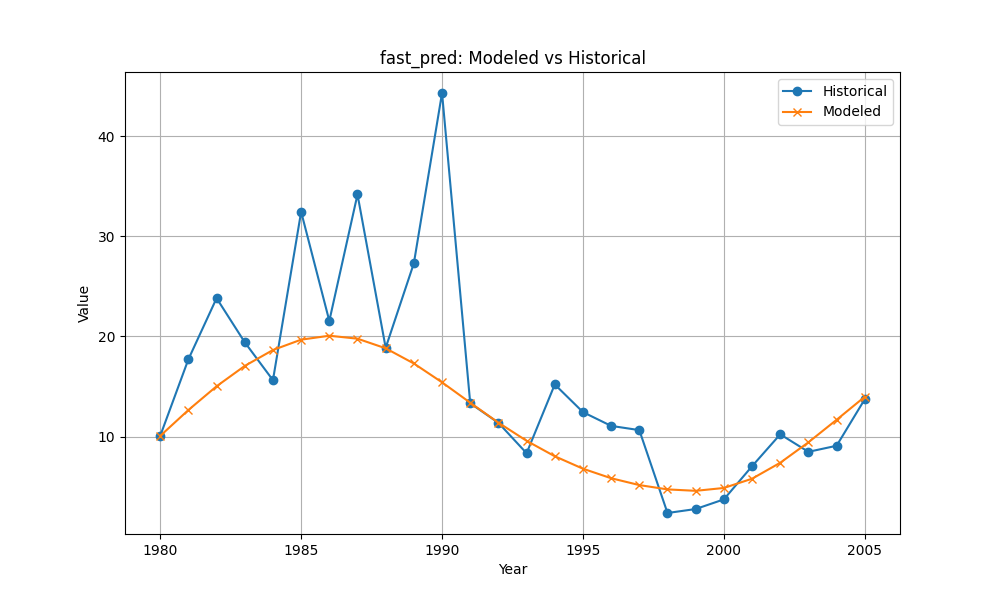 fast_pred: Modeled vs Historical
Historical
Modeled
Value
40
30
20
10
1980
1985
1990
1995
2000
2005
Year